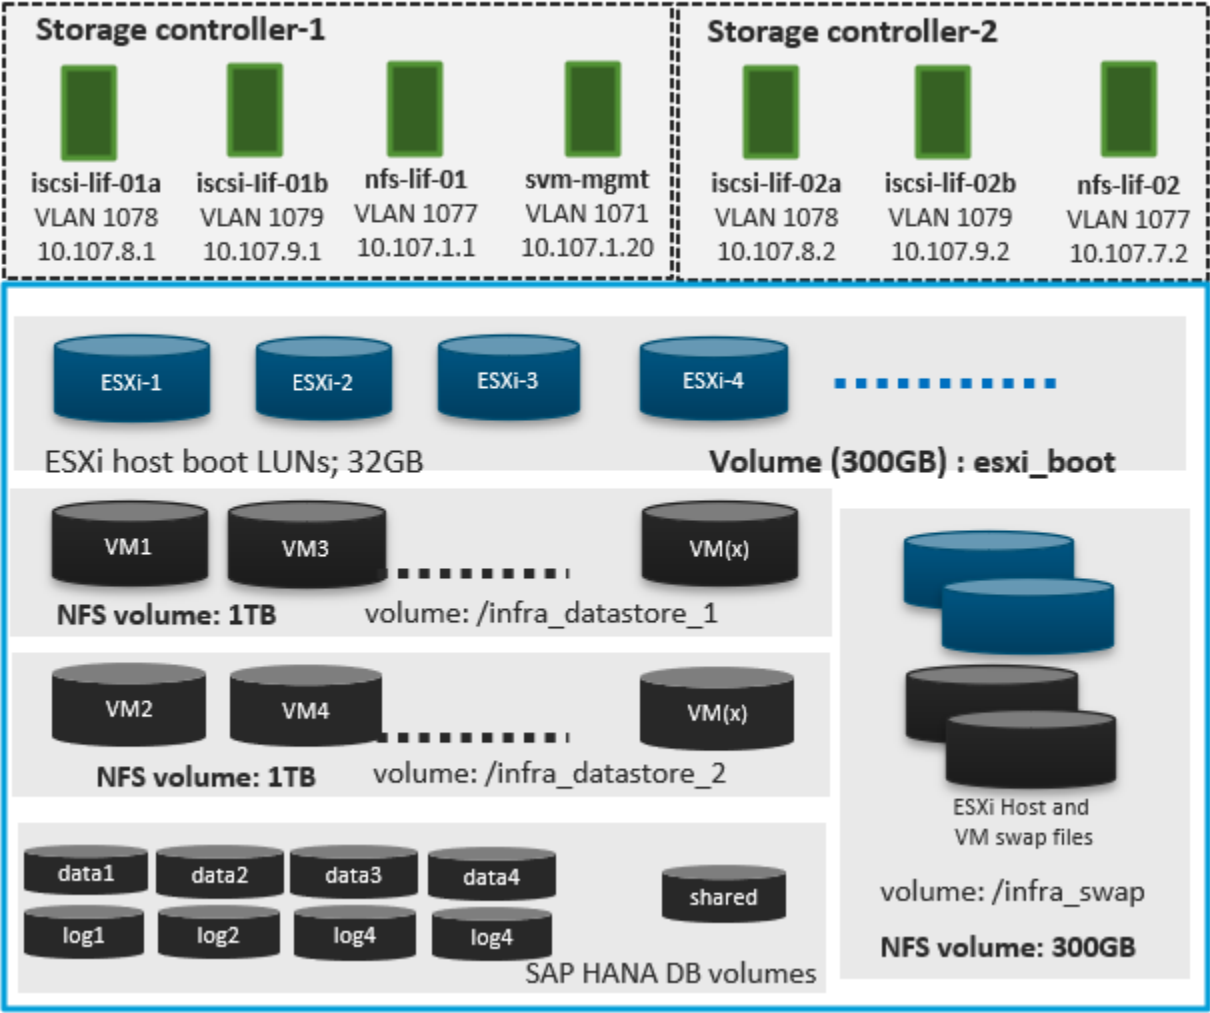 Storage controller-1
iscsi-lif-01a
VLAN 1078
10.107.8.1
iscsi-lif-01b
VLAN 1079
10.107.9.1
nfs-lif-01
VLAN 1077
10.107.1.1
svm-mgmt
VLAN 1071
10.107.1.20
Storage controller-2
iscsi-lif-02a
VLAN 1078
10.107.8.2
iscsi-lif-02b
VLAN 1079
10.107.9.2
nfs-lif-02
VLAN 1077
10.107.7.2
ESXi-1
ESXi-2
ESXi-3
ESXi-4
ESXi host boot LUNs; 32GB
Volume (300GB) : esxi_boot
VM1
VM3
VM(x)
NFS volume: 1TB
volume: /infra_datastore_1
VM2
VM4
VM(x)
NFS volume: 1TB
volume: /infra_datastore_2
data1
data2
data3
data4
shared
log1
log2
log4
log4
SAP HANA DB volumes
ESXi Host and
VM swap files
volume: /infra_swap
NFS volume: 300GB